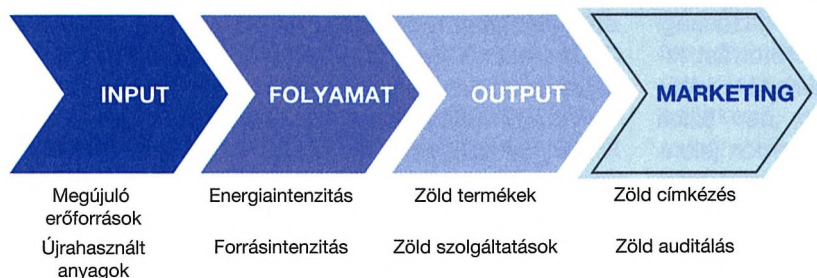 INPUT
FOLYAMAT
OUTPUT
MARKETING
Megújuló
erőforrások
Energiaintenzitás
Zöld termékek
Zöld címkézés
Újrahasznált
anyagok
Forrásintenzitás
Zöld szolgáltatások
Zöld auditálás